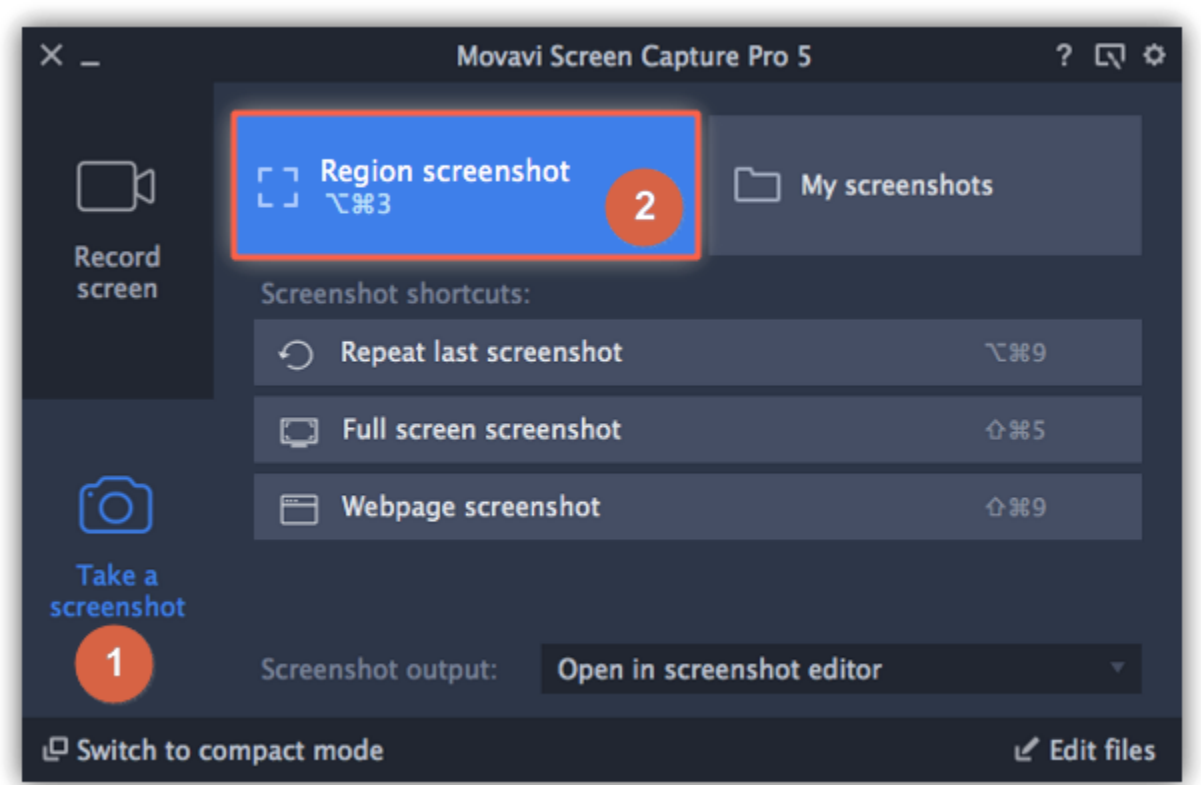 Movavi Screen Capture Pro 5
?
Record
screen
Region screenshot
⌥⌘3
2
My screenshots
Screenshot shortcuts:
Repeat last screenshot ⌥⌘9
Full screen screenshot ⇧⌘5
Webpage screenshot ⇧⌘9
Take a
screenshot
1
Screenshot output: Open in screenshot editor
Switch to compact mode
Edit files